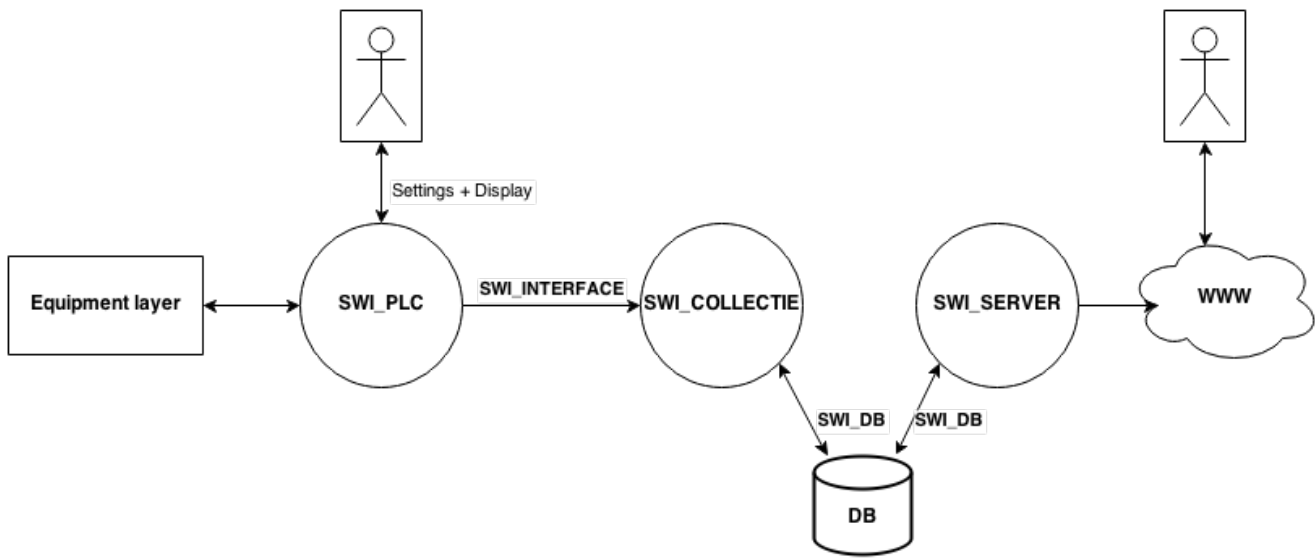 Settings + Display
Equipment layer
SWI_PLC
SWI_INTERFACE
SWI_COLLECTIE
SWI_SERVER
WWW
SWI_DB
SWI_DB
DB